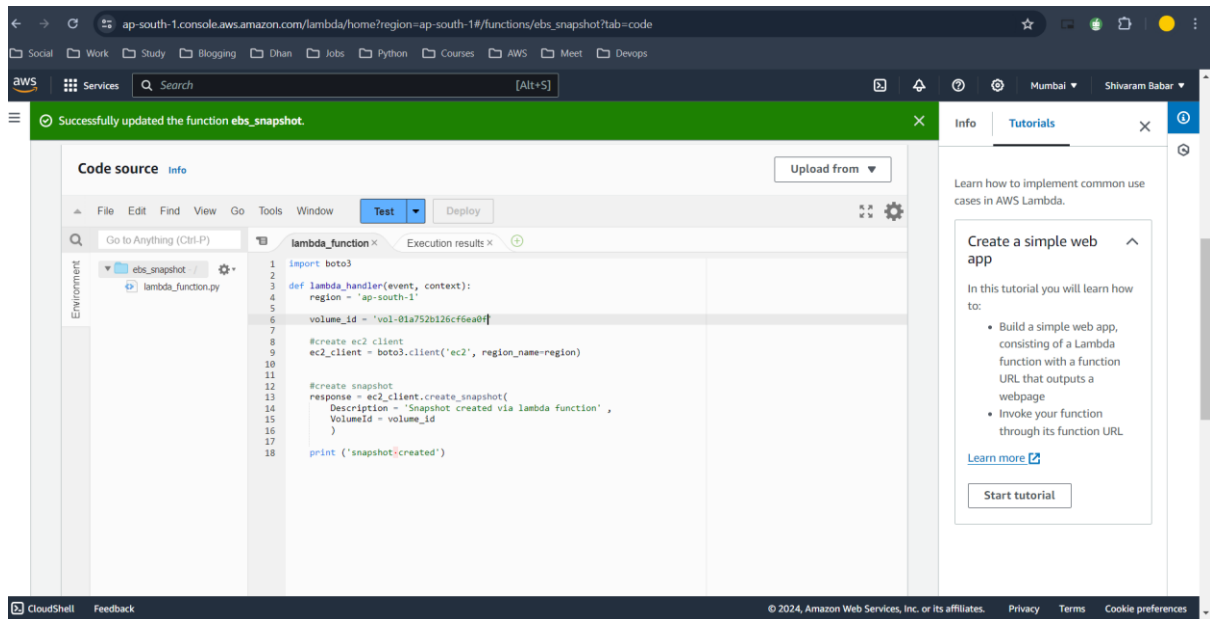 ap-south-1.console.aws.amazon.com/lambda/home?region=ap-south-1#/functions/ebs_snapshot?tab=code
Social Work Study Blogging Dhan Jobs Python Courses AWS Meet Devops
aws Services Search [Alt+S] Mumbai Shivaram Babar
Successfully updated the function ebs_snapshot.
Info Tutorials
Code source Info
Upload from
Learn how to implement common use
cases in AWS Lambda.
File Edit Find View Go Tools Window Test Deploy
Go to Anything (Ctrl-P)
lambda_function Execution results
Environment
ebs_snapshot /
lambda_function.py
1 import boto3
2
3 def lambda_handler(event, context):
4 region = 'ap-south-1'
5
6 volume_id = 'vol-01a752b126cf6ea0f'
7
8 #create ec2 client
9 ec2_client = boto3.client('ec2', region_name=region)
10
11
12 #create snapshot
13 response = ec2_client.create_snapshot(
14 Description = 'Snapshot created via lambda function' ,
15 VolumeId = volume_id
16 )
17
18 print ('snapshot created')
Create a simple web
app
In this tutorial you will learn how
to:
• Build a simple web app,
consisting of a Lambda
function with a function
URL that outputs a
webpage
• Invoke your function
through its function URL
Learn more
Start tutorial
CloudShell Feedback © 2024, Amazon Web Services, Inc. or its affiliates. Privacy Terms Cookie preferences